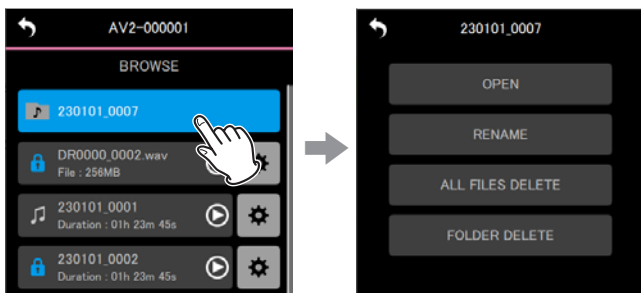 AV2-000001
BROWSE
230101_0007
DR0000_0002.wav
File : 256MB
230101_0001
Duration : 01h 23m 45s
230101_0002
Duration : 01h 23m 45s
230101_0007
OPEN
RENAME
ALL FILES DELETE
FOLDER DELETE